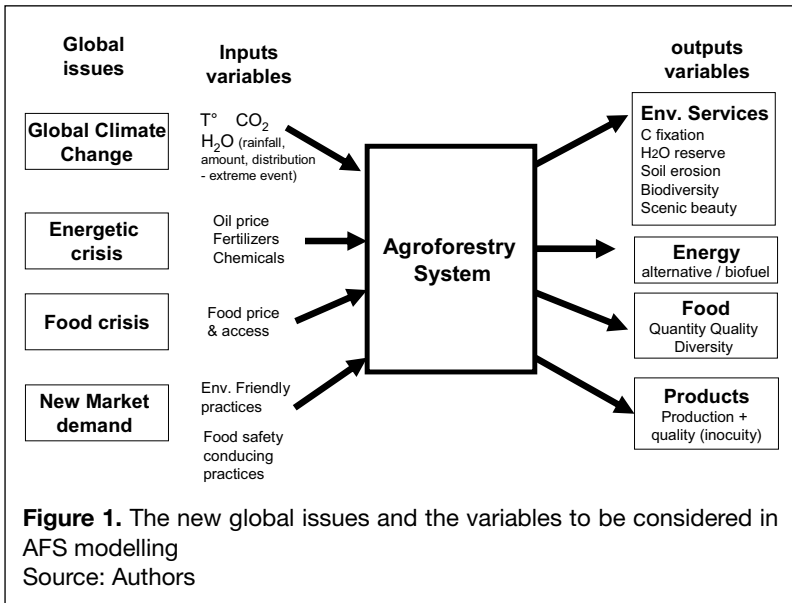 Global
issues
Inputs
variables
outputs
variables
Global Climate
Change
T° CO₂
H₂O (rainfall,
amount, distribution
- extreme event)
Energetic
crisis
Oil price
Fertilizers
Chemicals
Food crisis
Food price
& access
New Market
demand
Env. Friendly
practices
Food safety
conducing
practices
Agroforestry
System
Env. Services
C fixation
H2O reserve
Soil erosion
Biodiversity
Scenic beauty
Energy
alternative / biofuel
Food
Quantity Quality
Diversity
Products
Production +
quality (inocuity)
Figure 1. The new global issues and the variables to be considered in
AFS modelling
Source: Authors